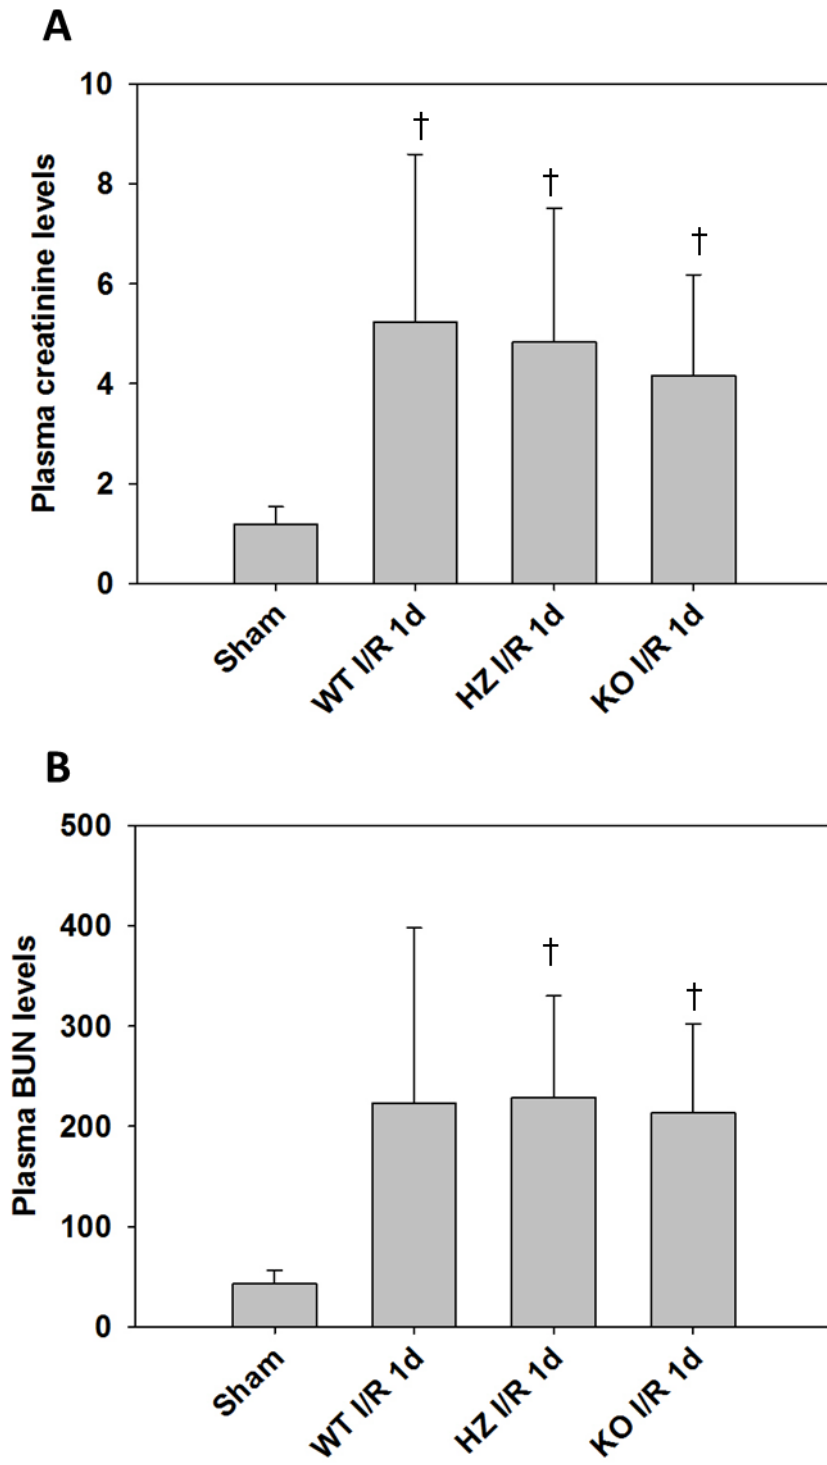 A
Plasma creatinine levels
10
8
6
4
2
0
†
†
†
Sham
WT I/R 1d
HZ I/R 1d
KO I/R 1d
B
Plasma BUN levels
500
400
300
200
100
0
†
†
Sham
WT I/R 1d
HZ I/R 1d
KO I/R 1d